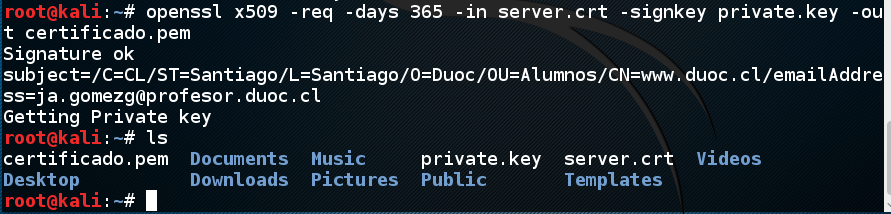 root@kali:~# openssl x509 -req -days 365 -in server.crt -signkey private.key -ou
t certificado.pem
Signature ok
subject=/C=CL/ST=Santiago/L=Santiago/O=Duoc/OU=Alumnos/CN=www.duoc.cl/emailAddre
ss=ja.gomezg@profesor.duoc.cl
Getting Private key
root@kali:~# ls
certificado.pem  Documents  Music     private.key  server.crt  Videos
Desktop          Downloads  Pictures  Public       Templates
root@kali:~#